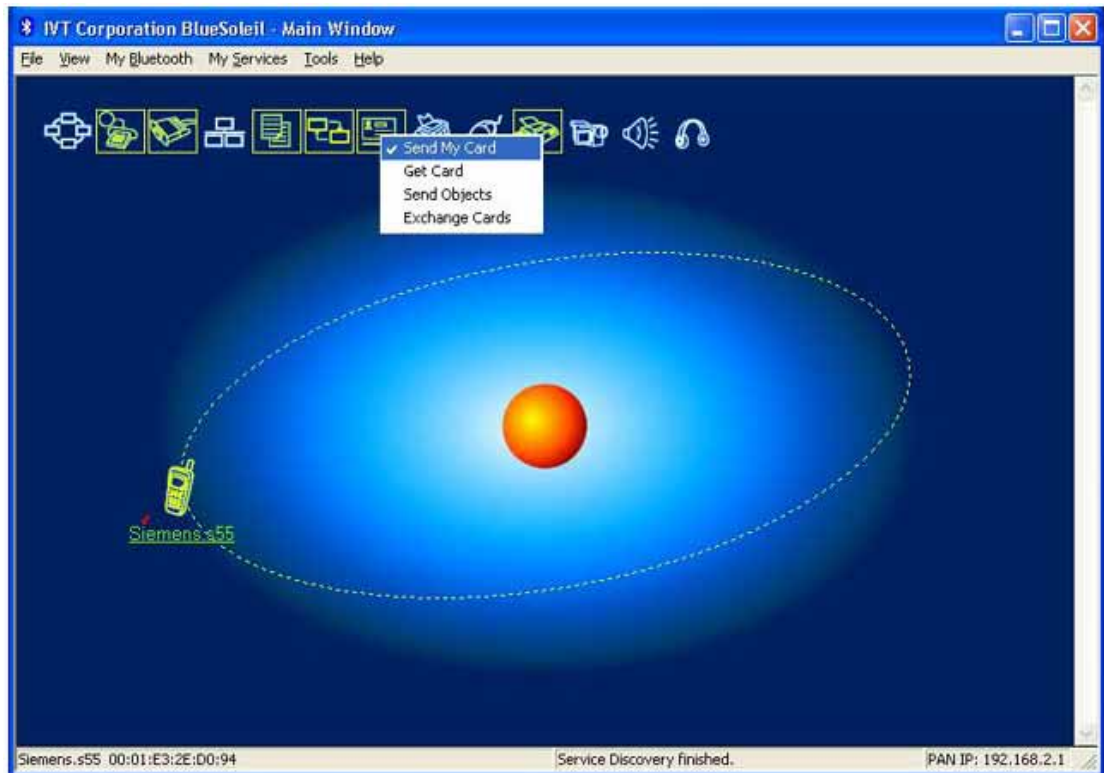 IVT Corporation BlueSoleil - Main Window
File View My Bluetooth My Services Tools Help
Send My Card
Get Card
Send Objects
Exchange Cards
Siemens.s55
Siemens.s55 00:01:E3:2E:D0:94 Service Discovery finished. PAN IP: 192.168.2.1